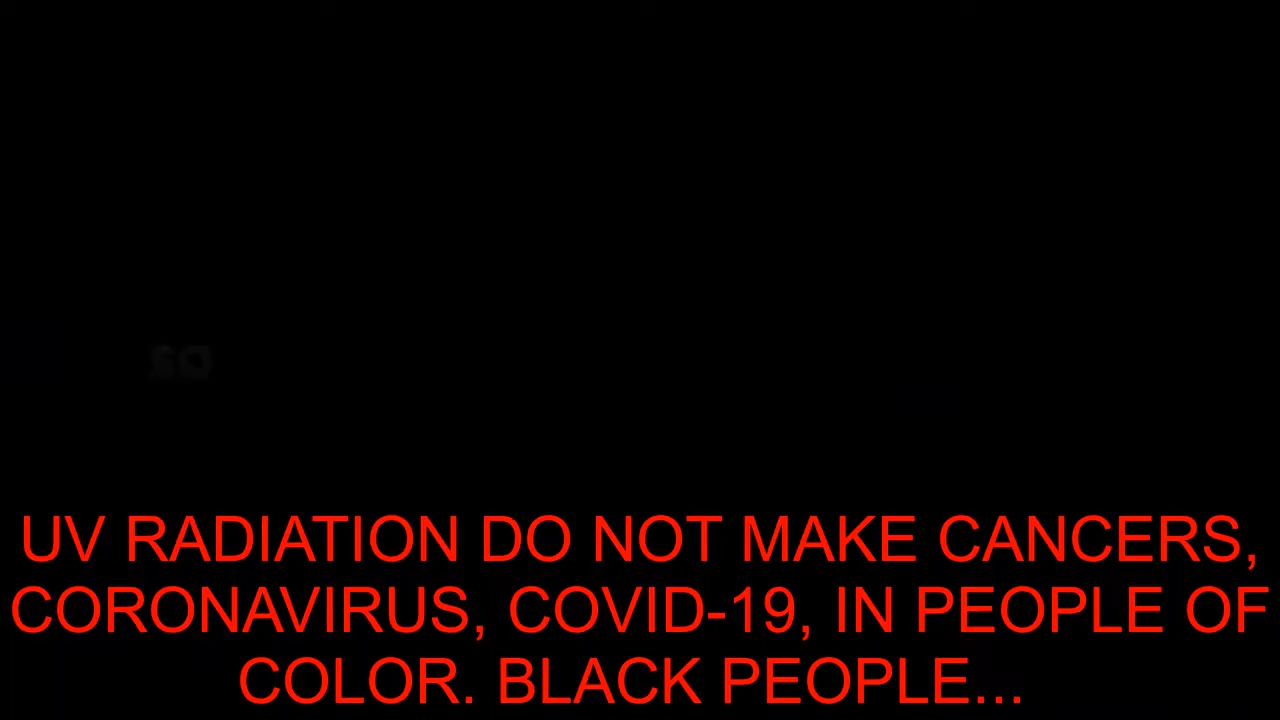 UV RADIATION DO NOT MAKE CANCERS,
CORONAVIRUS, COVID-19, IN PEOPLE OF
COLOR. BLACK PEOPLE...